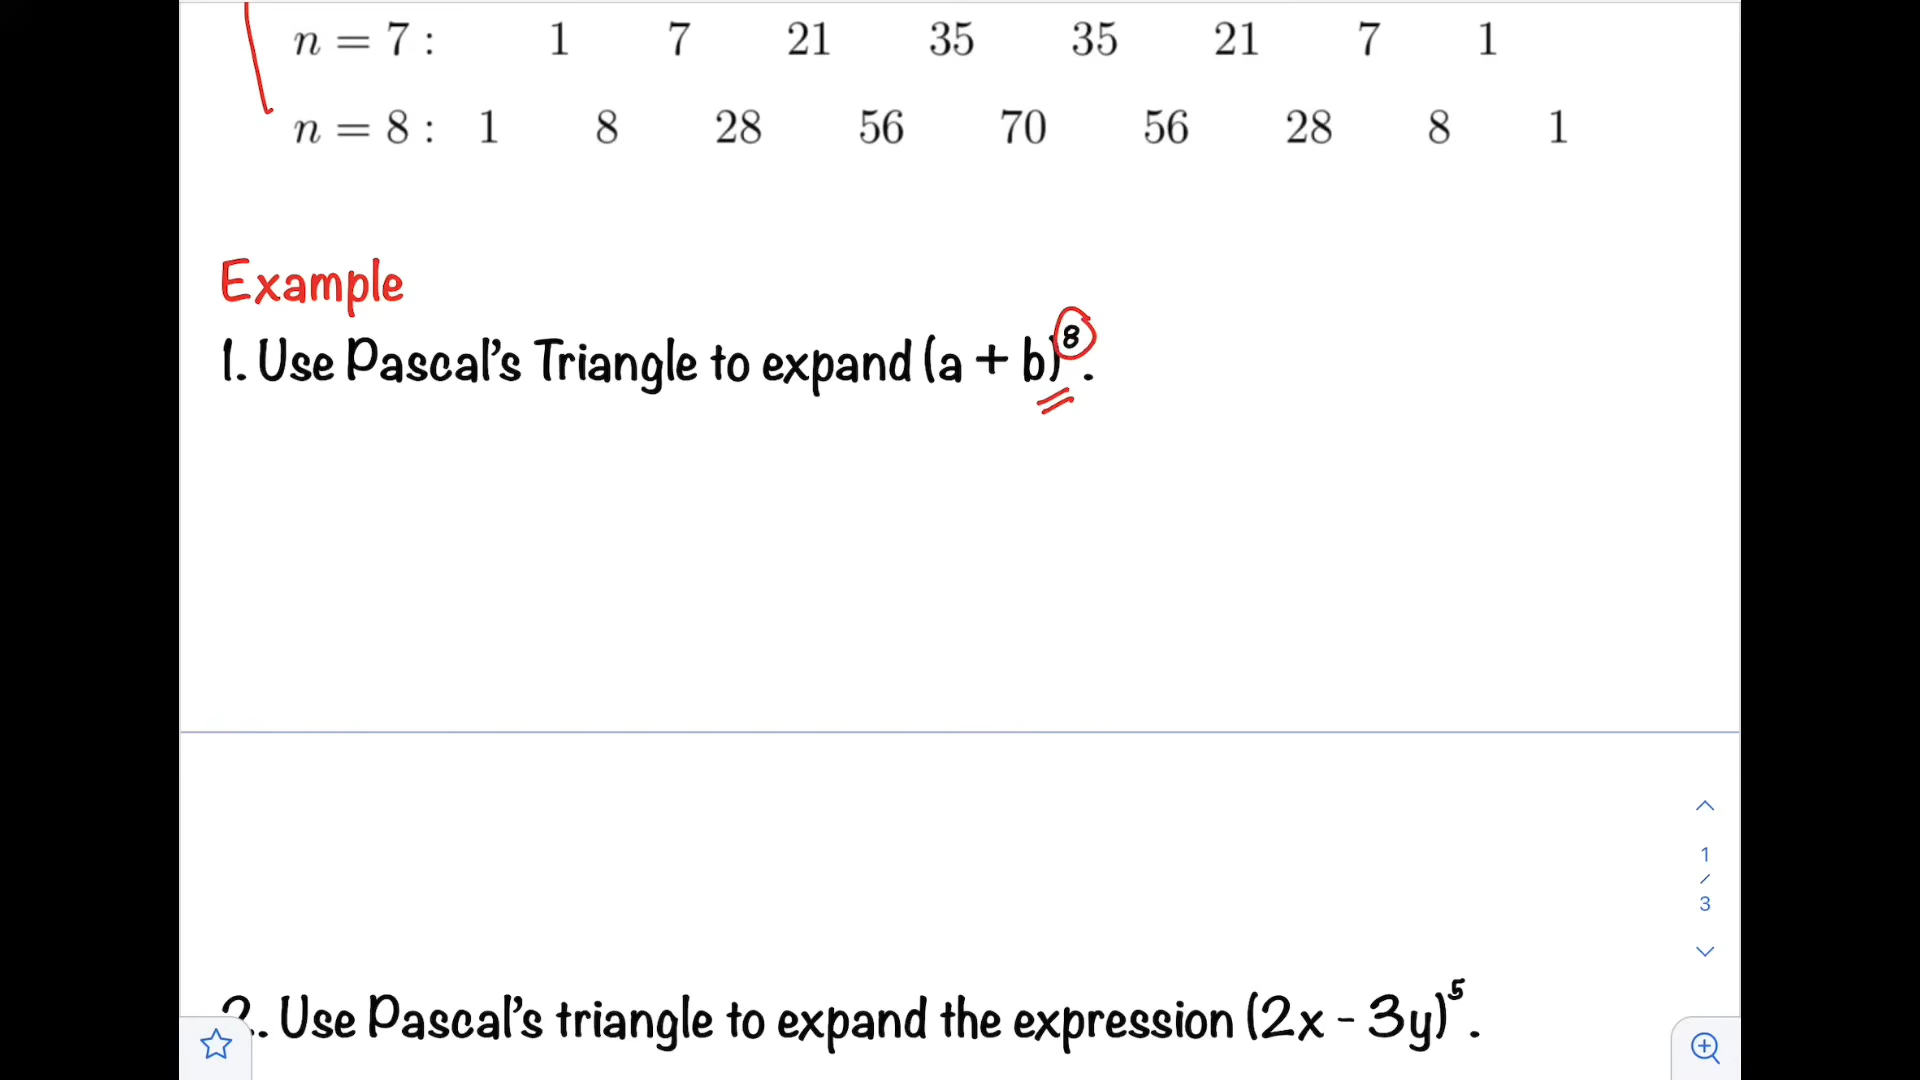 n = 7 : 1 7 21 35 35 21 7 1
n = 8 : 1 8 28 56 70 56 28 8 1
Example
1. Use Pascal's Triangle to expand (a + b)⁸.
1
/
3
2. Use Pascal's triangle to expand the expression (2x - 3y)⁵.